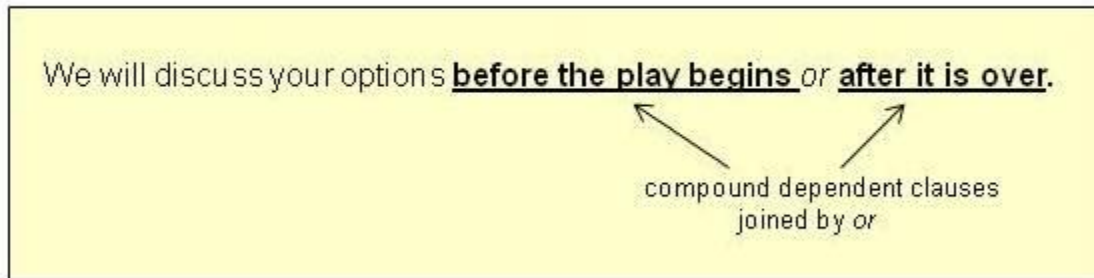 We will discuss your options before the play begins or after it is over.
compound dependent clauses
joined by or